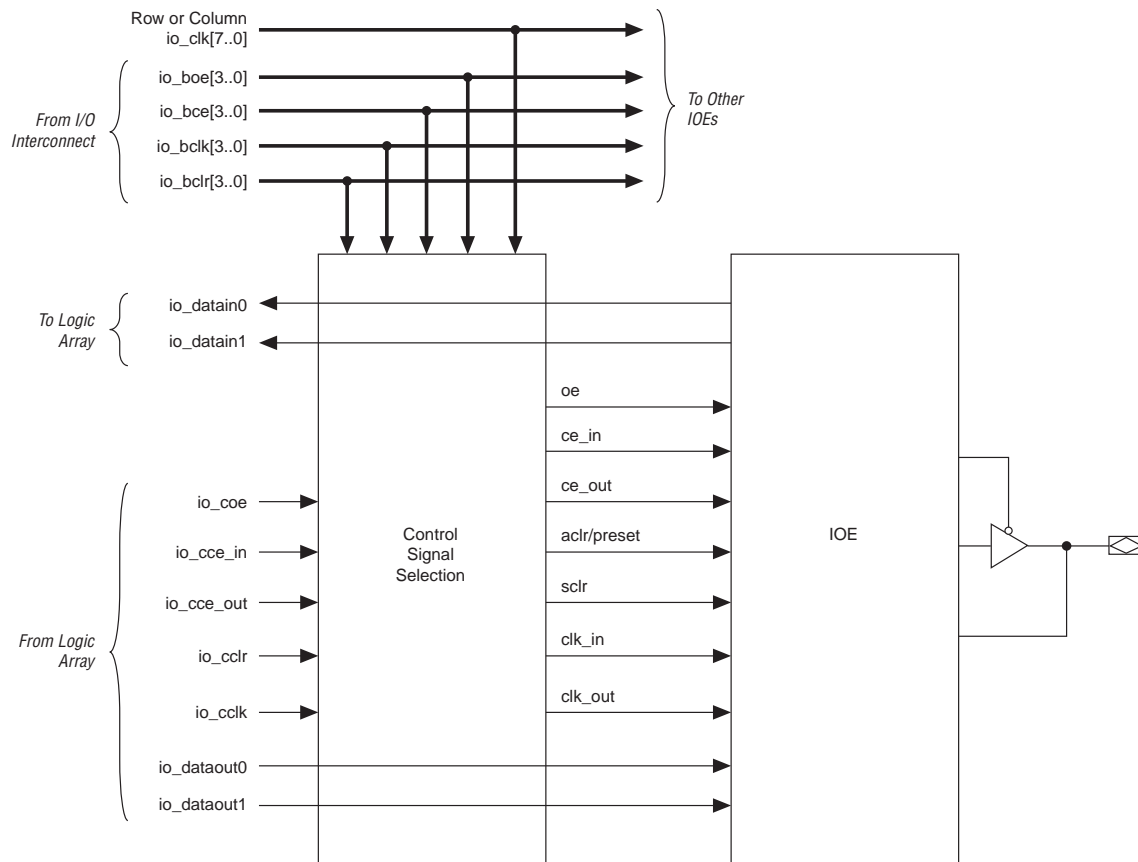 Row or Column
io_clk[7..0]
io_boe[3..0]
From I/O
Interconnect
io_bce[3..0]
io_bclk[3..0]
io_bclr[3..0]
To Other
IOEs
To Logic
Array
io_datain0
io_datain1
oe
ce_in
ce_out
aclr/preset
sclr
clk_in
clk_out
From Logic
Array
io_coe
io_cce_in
io_cce_out
io_cclr
io_cclk
io_dataout0
io_dataout1
Control
Signal
Selection
IOE